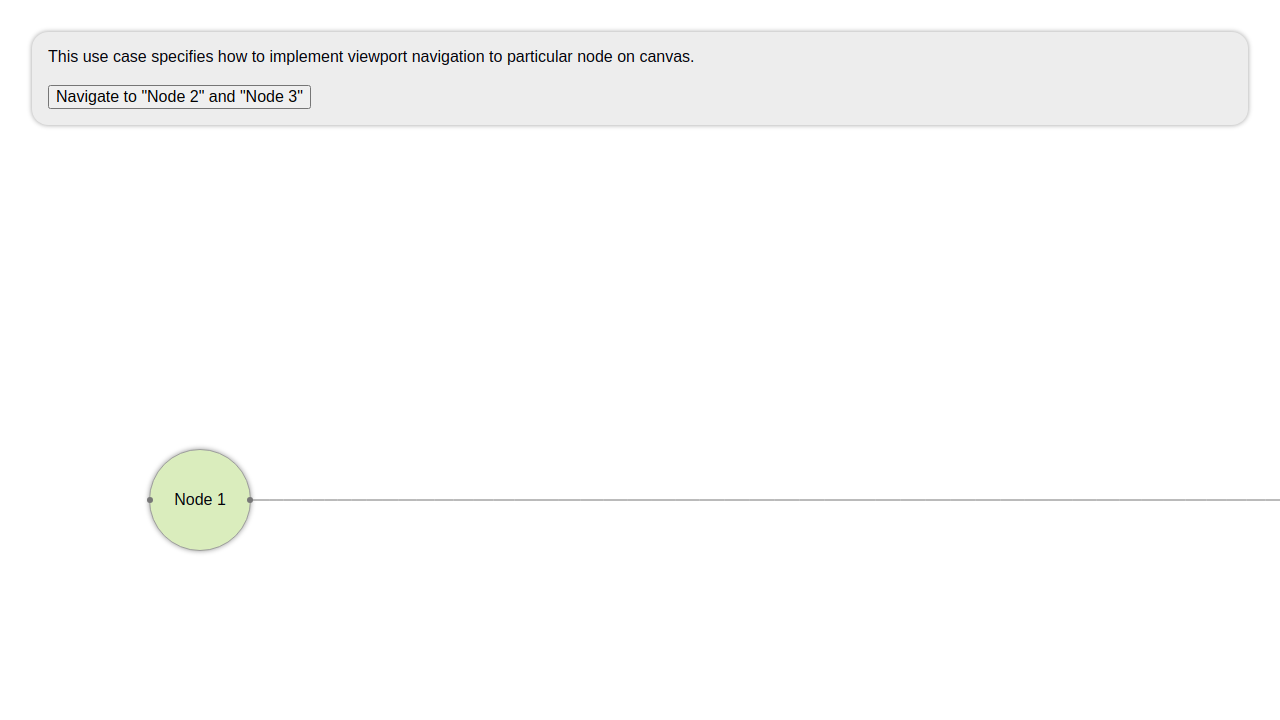 This use case specifies how to implement viewport navigation to particular node on canvas.
Navigate to "Node 2" and "Node 3"
Node 1